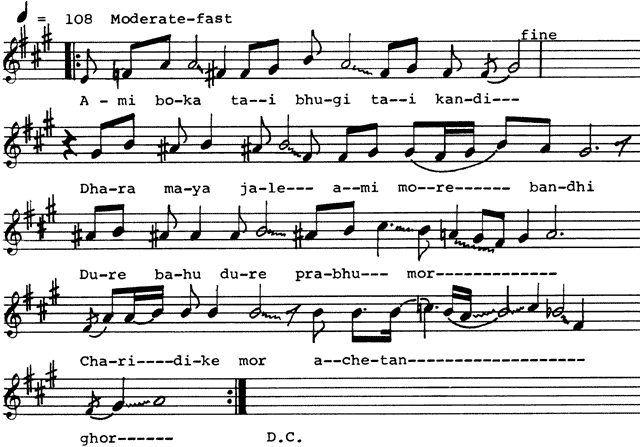 = 108 Moderate-fast
fine
A - mi bo-ka ta--i bhu-gi ta--i kan-di---
Dha-ra ma-ya ja-le--- a--mi mo--re------ ban-dhi
Du-re ba-hu du-re pra-bhu--- mor-------------
Cha-ri----di-ke mor a--che-tan-------------------
ghor------ D.C.